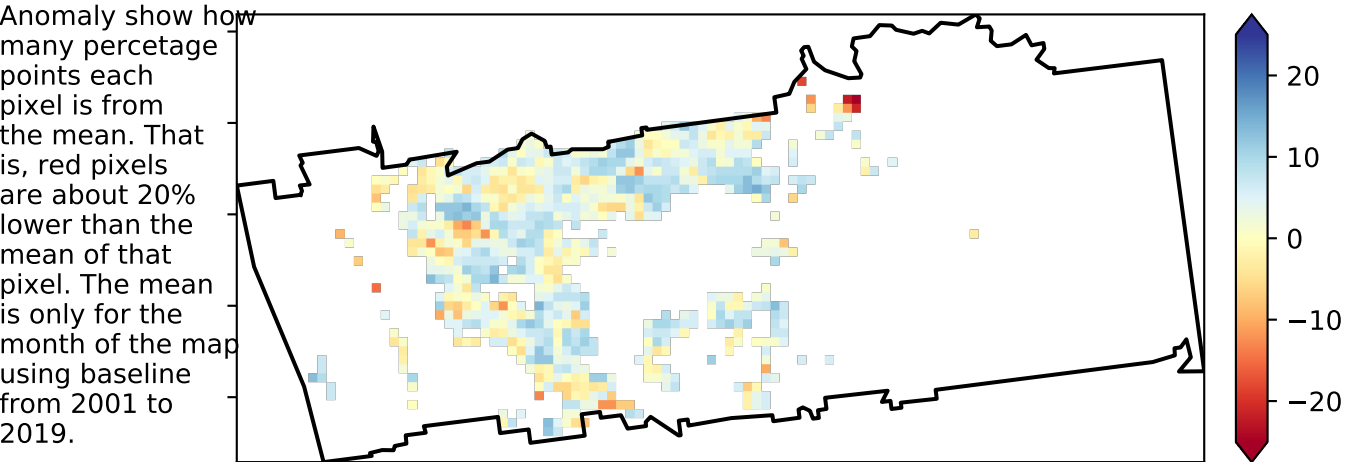 Anomaly show how
many percetage
points each
pixel is from
the mean. That
is, red pixels
are about 20%
lower than the
mean of that
pixel. The mean
is only for the
month of the map
using baseline
from 2001 to
2019.
20
10
0
−10
−20